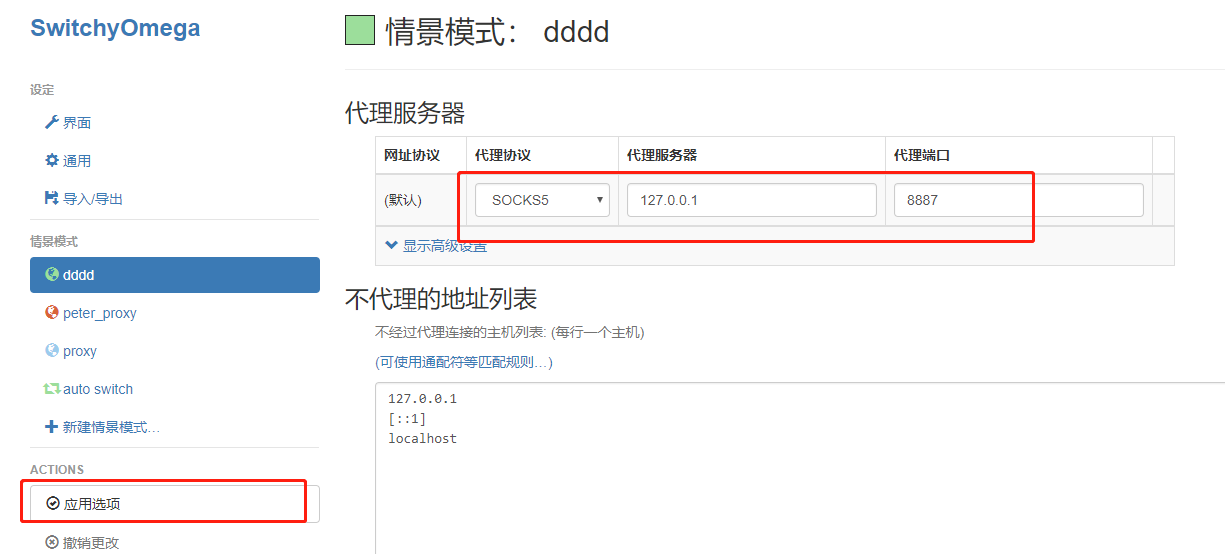 SwitchyOmega
设定
界面
通用
导入/导出
情景模式
dddd
peter_proxy
proxy
auto switch
新建情景模式…
ACTIONS
应用选项
撤销更改
情景模式： dddd
代理服务器
网址协议 代理协议 代理服务器 代理端口
(默认) SOCKS5 127.0.0.1 8887
显示高级设置
不代理的地址列表
不经过代理连接的主机列表: (每行一个主机)
(可使用通配符等匹配规则…)
127.0.0.1
[::1]
localhost